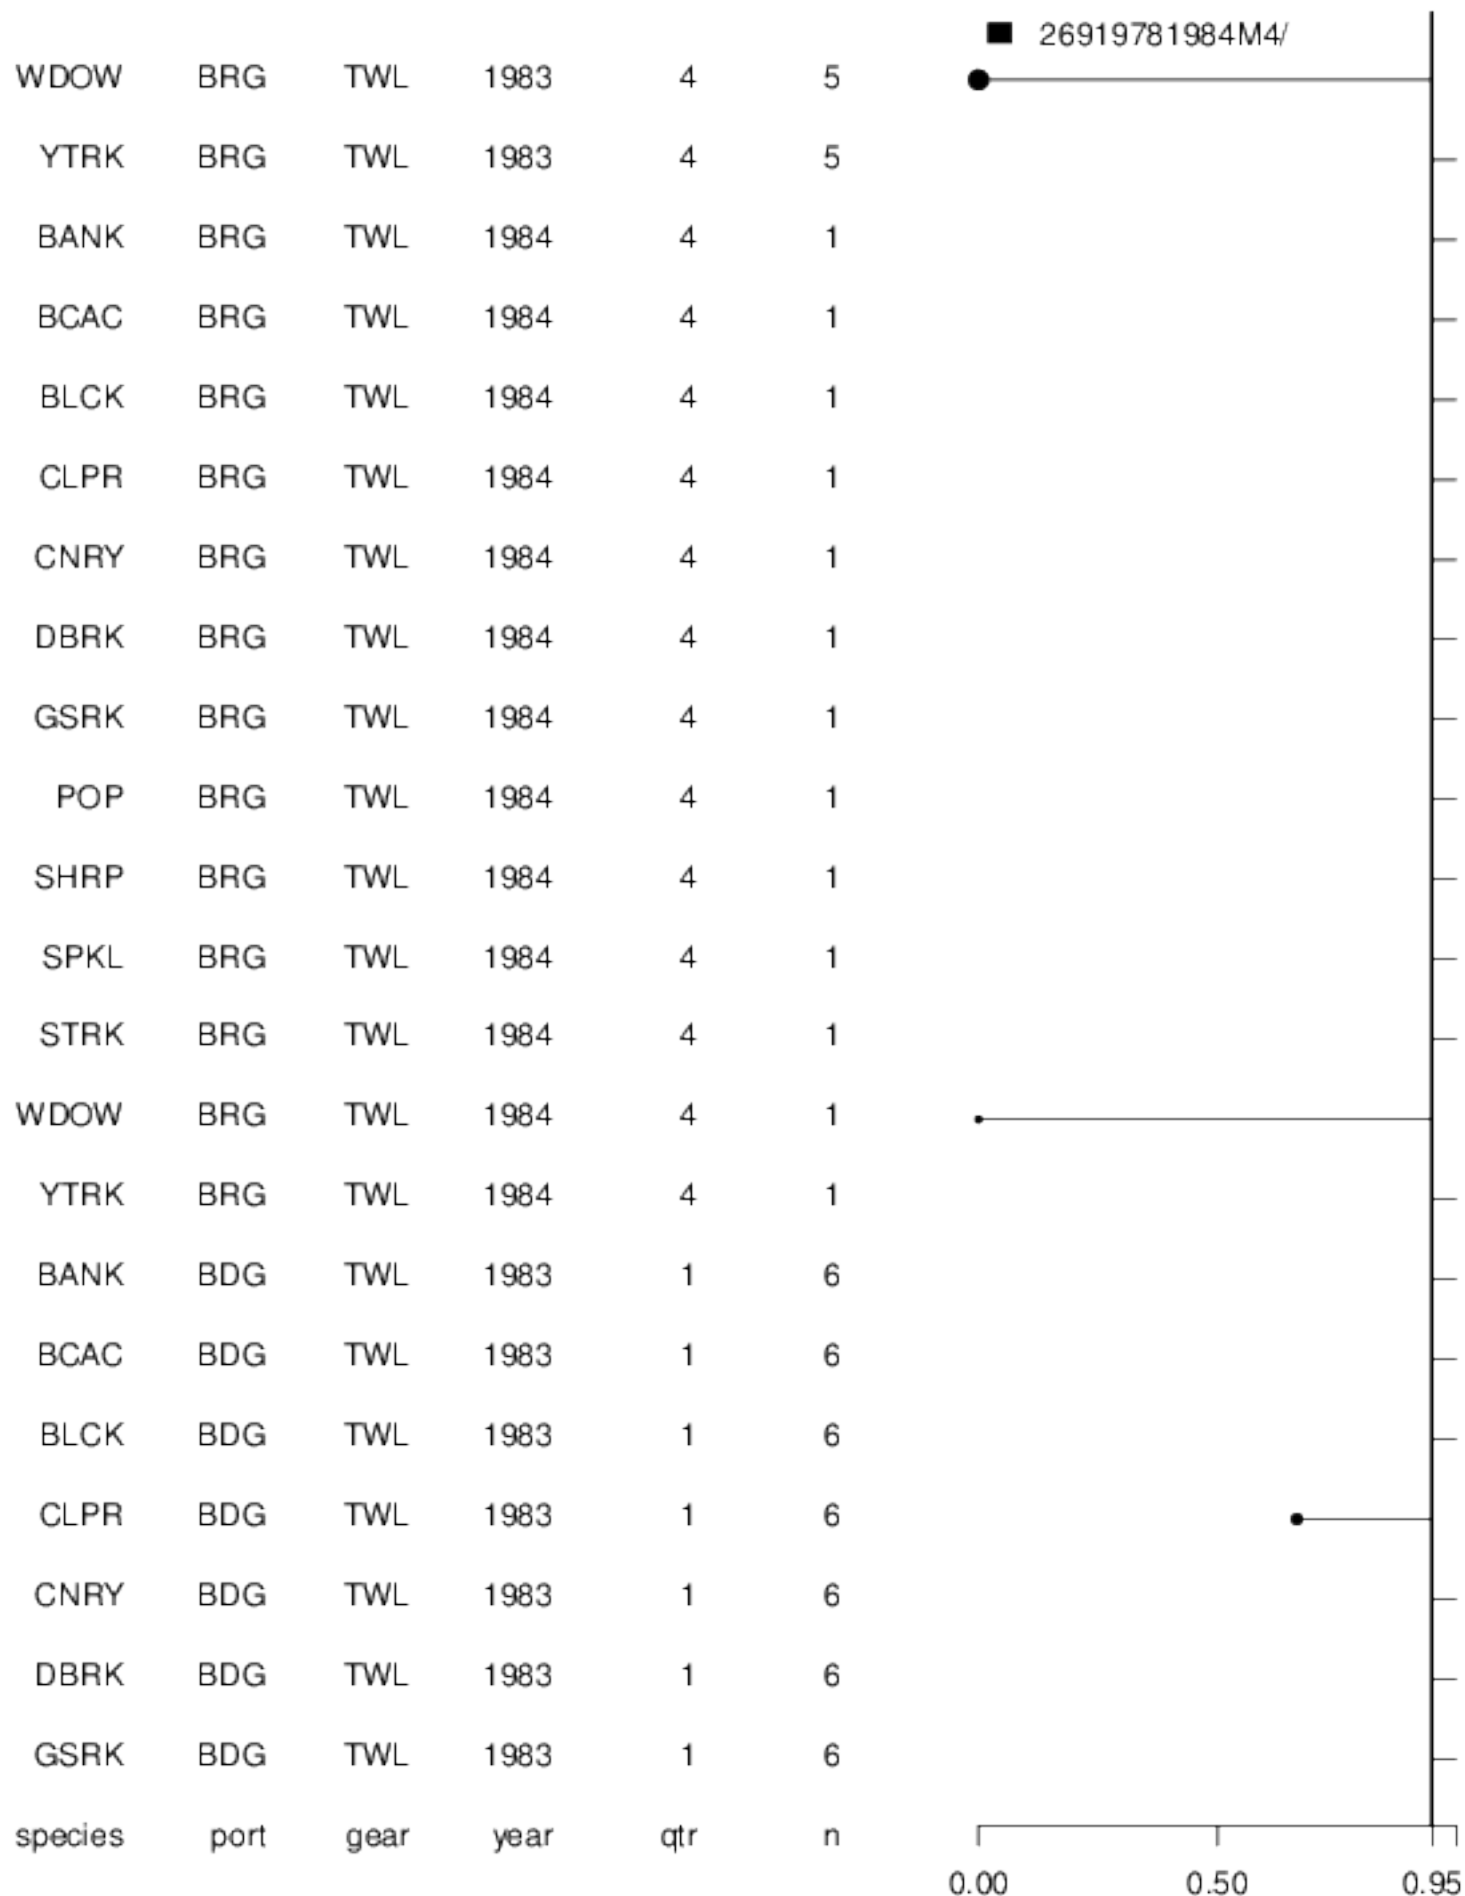 26919781984M4/
WDOW BRG TWL 1983 4 5
YTRK BRG TWL 1983 4 5
BANK BRG TWL 1984 4 1
BCAC BRG TWL 1984 4 1
BLCK BRG TWL 1984 4 1
CLPR BRG TWL 1984 4 1
CNRY BRG TWL 1984 4 1
DBRK BRG TWL 1984 4 1
GSRK BRG TWL 1984 4 1
POP BRG TWL 1984 4 1
SHRP BRG TWL 1984 4 1
SPKL BRG TWL 1984 4 1
STRK BRG TWL 1984 4 1
WDOW BRG TWL 1984 4 1
YTRK BRG TWL 1984 4 1
BANK BDG TWL 1983 1 6
BCAC BDG TWL 1983 1 6
BLCK BDG TWL 1983 1 6
CLPR BDG TWL 1983 1 6
CNRY BDG TWL 1983 1 6
DBRK BDG TWL 1983 1 6
GSRK BDG TWL 1983 1 6
species port gear year qtr n
0.00 0.50 0.95